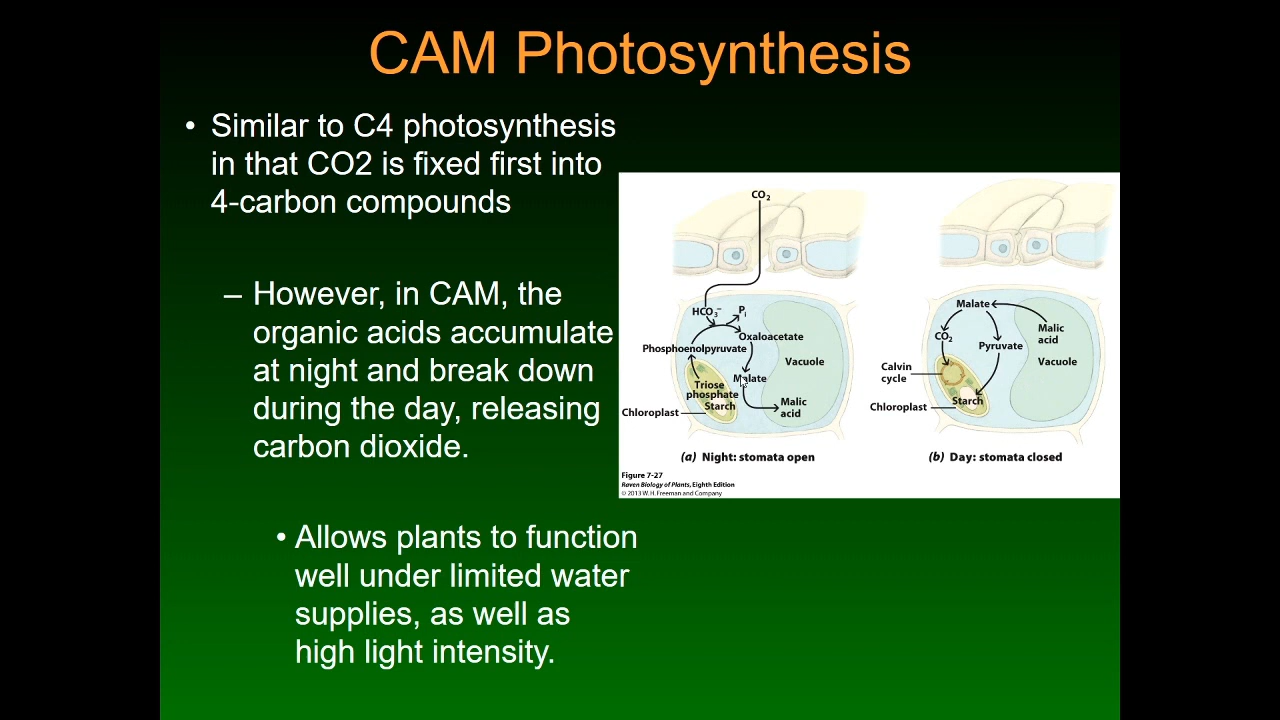 CAM Photosynthesis
• Similar to C4 photosynthesis
in that CO2 is fixed first into
4-carbon compounds
– However, in CAM, the
organic acids accumulate
at night and break down
during the day, releasing
carbon dioxide.
• Allows plants to function
well under limited water
supplies, as well as
high light intensity.
CO₂
HCO₃⁻
Pᵢ
Oxaloacetate
Phosphoenolpyruvate
Vacuole
Malate
Triose
phosphate
Starch
Malic
acid
Chloroplast
(a) Night: stomata open
Malate
CO₂
Malic
acid
Pyruvate
Vacuole
Calvin
cycle
Starch
Chloroplast
(b) Day: stomata closed
Figure 7-27
Raven Biology of Plants, Eighth Edition
© 2013 W. H. Freeman and Company